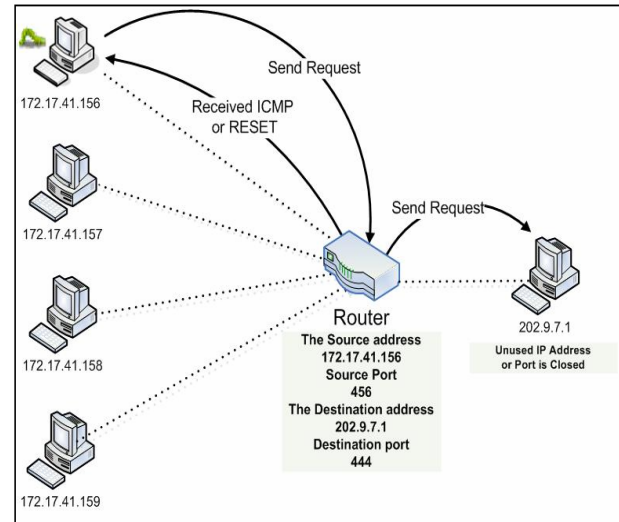 Send Request
172.17.41.156
Received ICMP
or RESET
172.17.41.157
Send Request
Router
202.9.7.1
The Source address
172.17.41.156
Source Port
456
The Destination address
202.9.7.1
Destination port
444
Unused IP Address
or Port is Closed
172.17.41.158
172.17.41.159